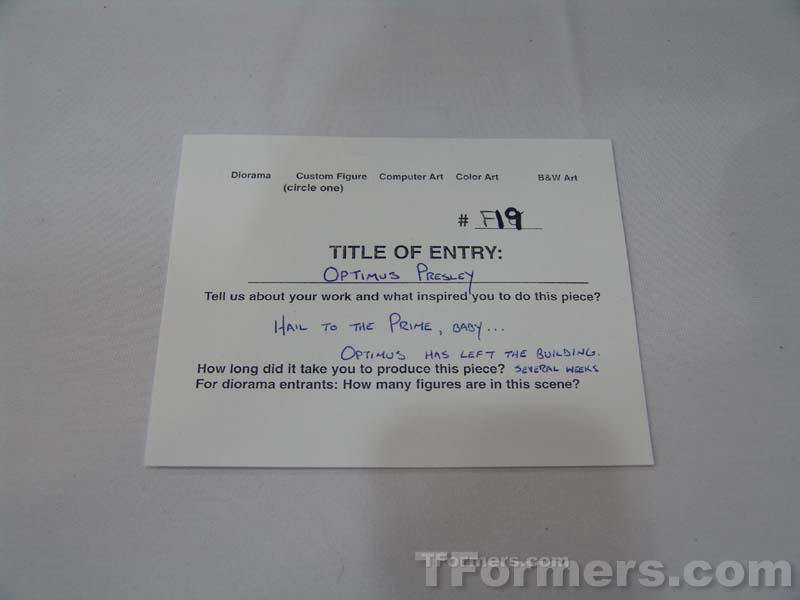 Diorama Custom Figure Computer Art Color Art B&W Art
(circle one)
# F19
TITLE OF ENTRY:
OPTIMUS PRESLEY
Tell us about your work and what inspired you to do this piece?
HAIL TO THE PRIME, BABY...
OPTIMUS HAS LEFT THE BUILDING.
How long did it take you to produce this piece? SEVERAL WEEKS
For diorama entrants: How many figures are in this scene?
TFormers.com
TFormers.com